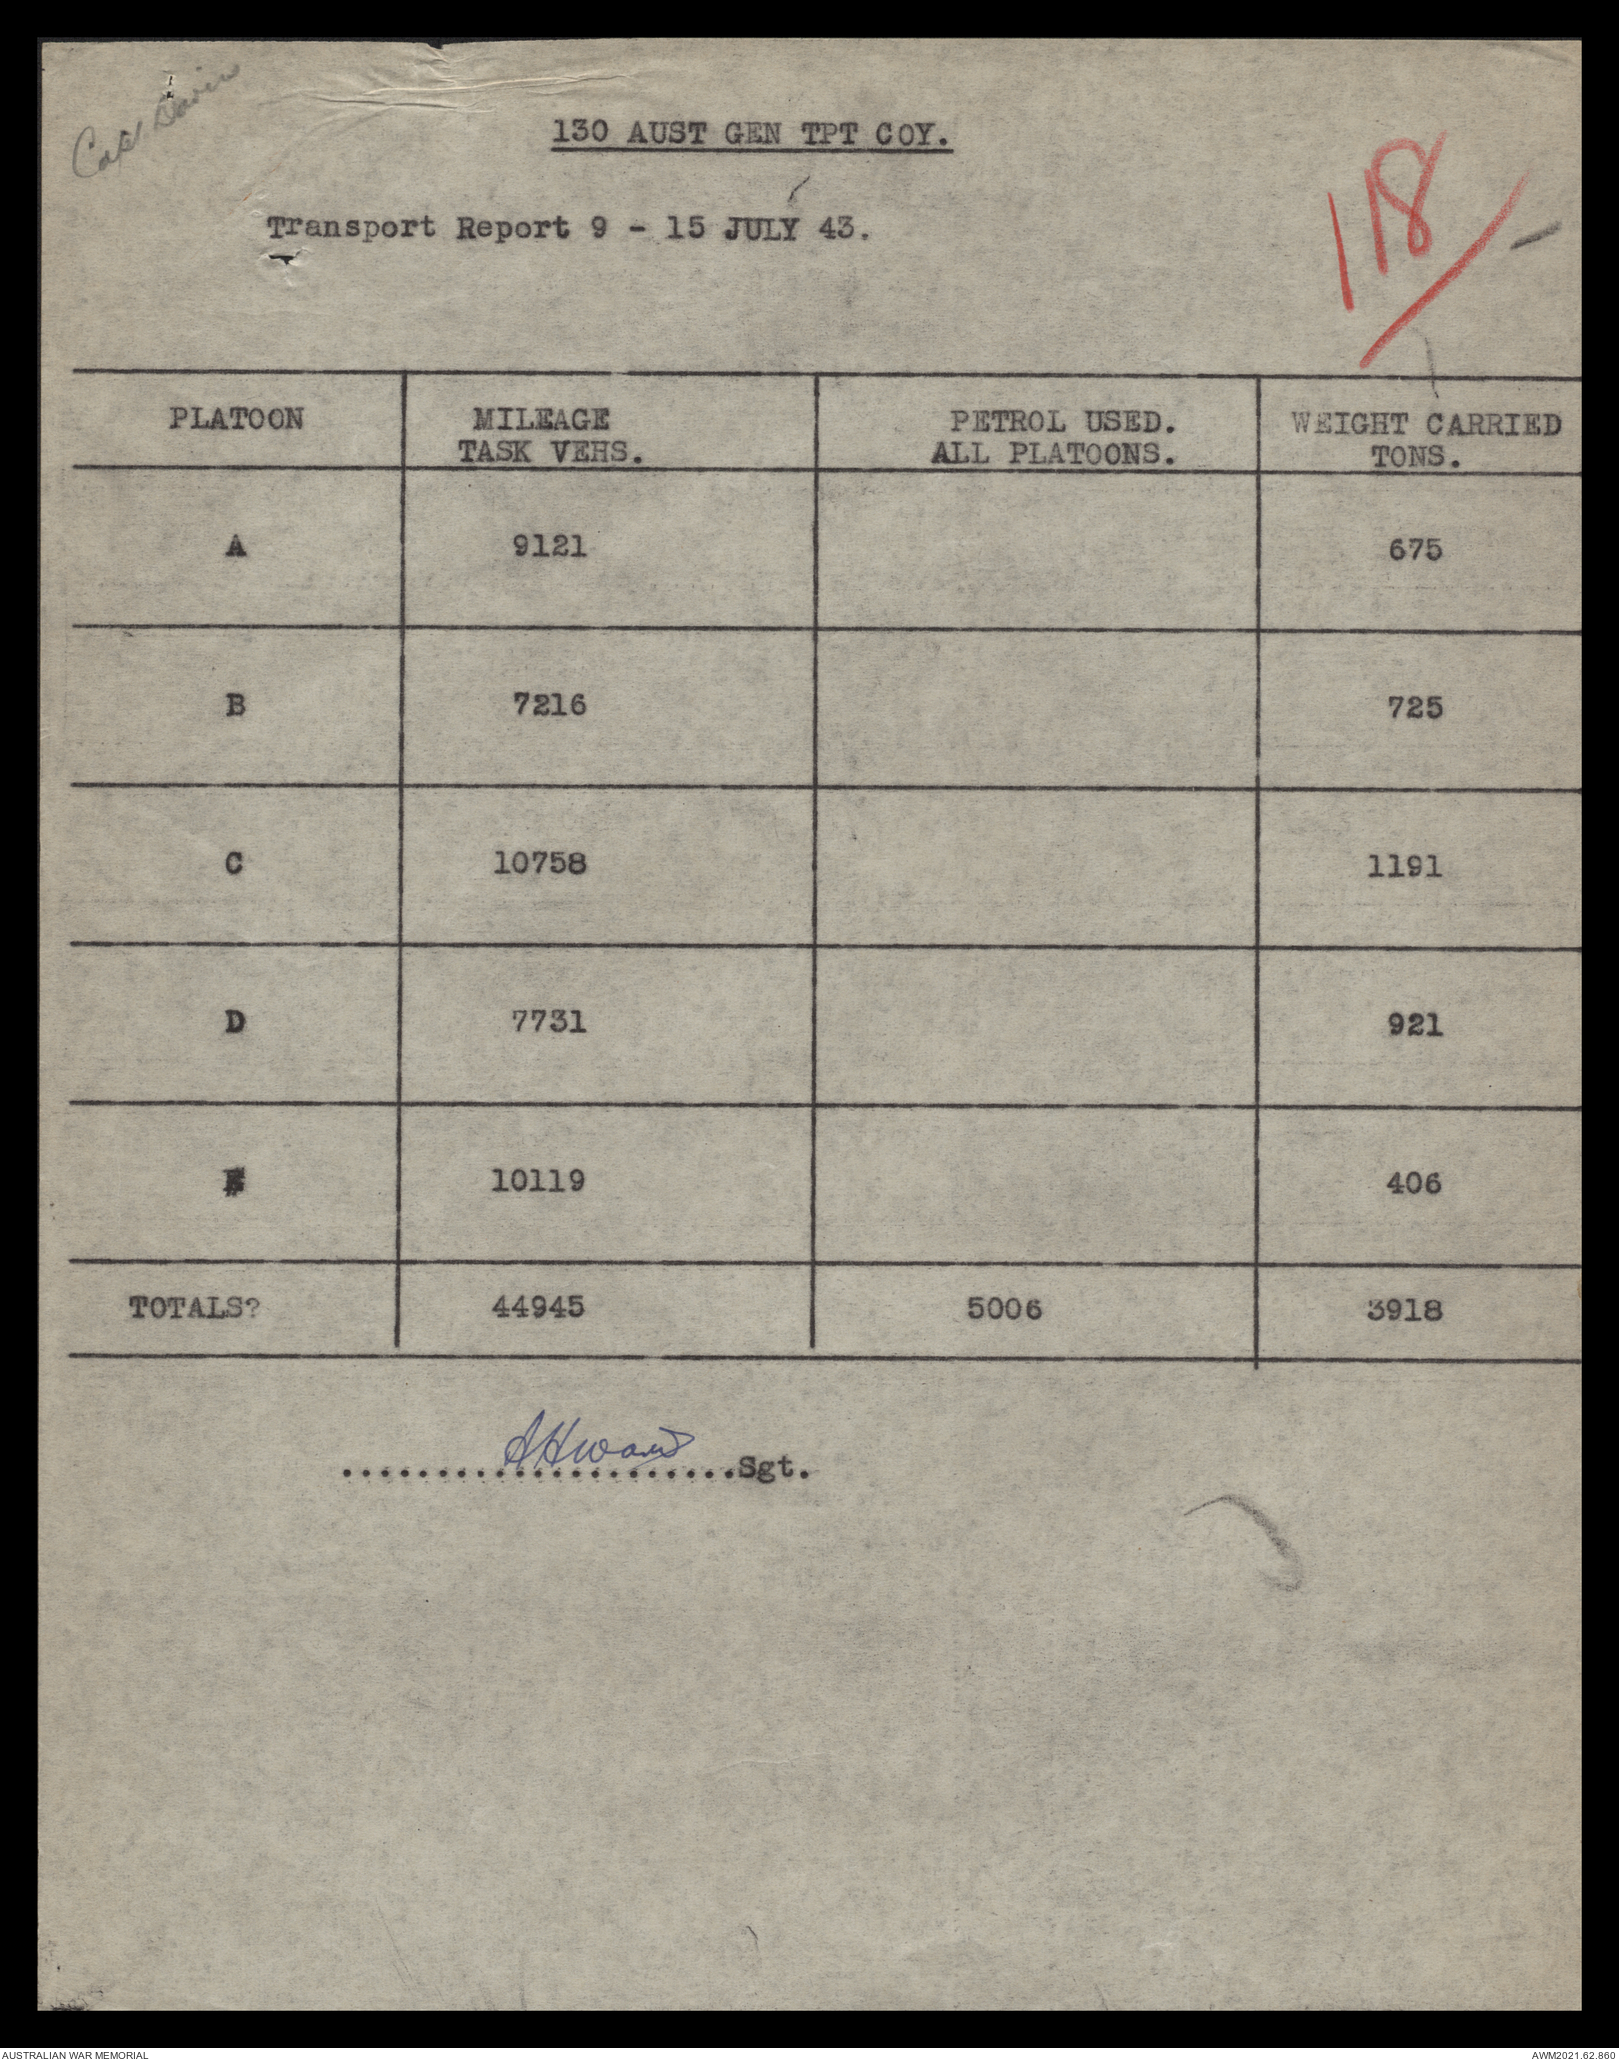 130 AUST GEN TPT COY.
118
Transport Report 9 - 15 JULY 43.
PLATOON MILEAGE PETROL USED. WEIGHT CARRIED
TASK VEHS. ALL PLATOONS. TONS.
A 9121 675
B 7216 725
C 10758 1191
D 7731 921
E 10119 406
TOTALS? 44945 5006 3918
......................Sgt.
AUSTRALIAN WAR MEMORIAL AWM2021.62.860